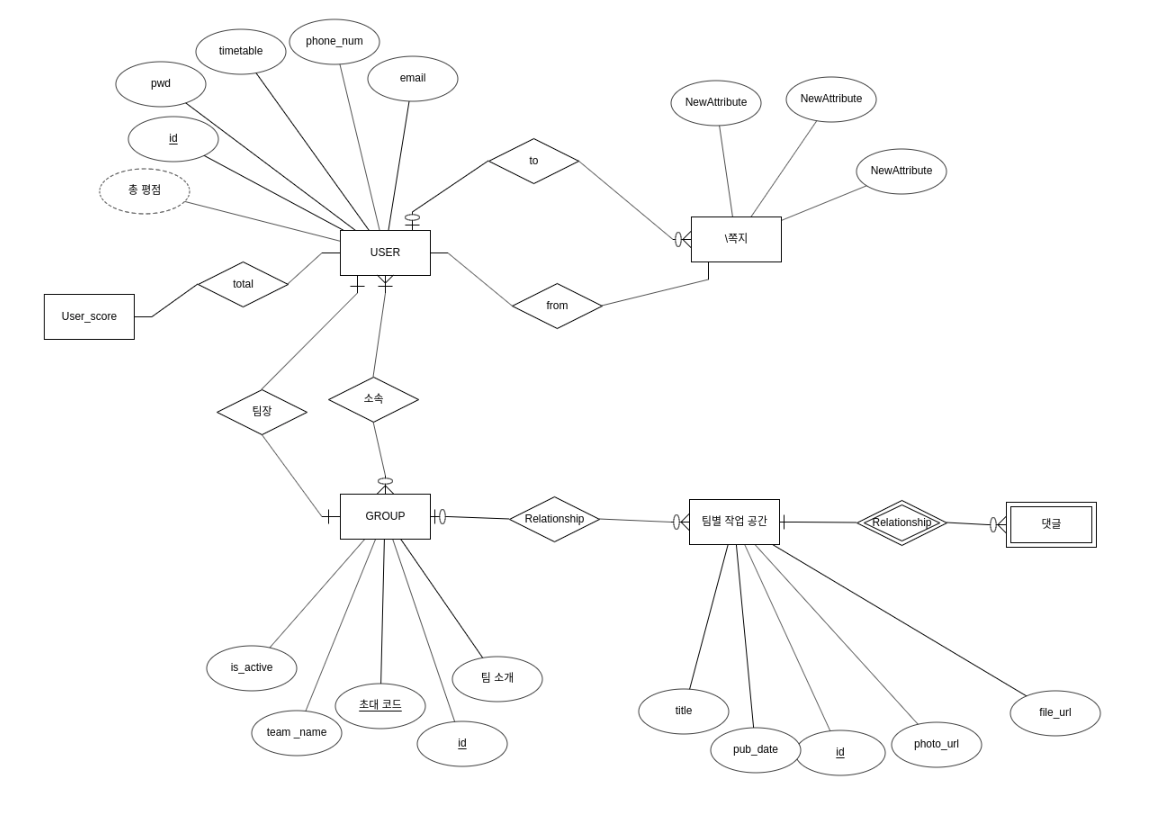 phone_num
timetable
email
pwd
NewAttribute
NewAttribute
id
to
NewAttribute
총 평점
\쪽지
USER
total
from
User_score
소속
팀장
GROUP
Relationship
팀별 작업 공간
Relationship
댓글
is_active
팀 소개
초대 코드
title
file_url
team _name
id
pub_date
id
photo_url